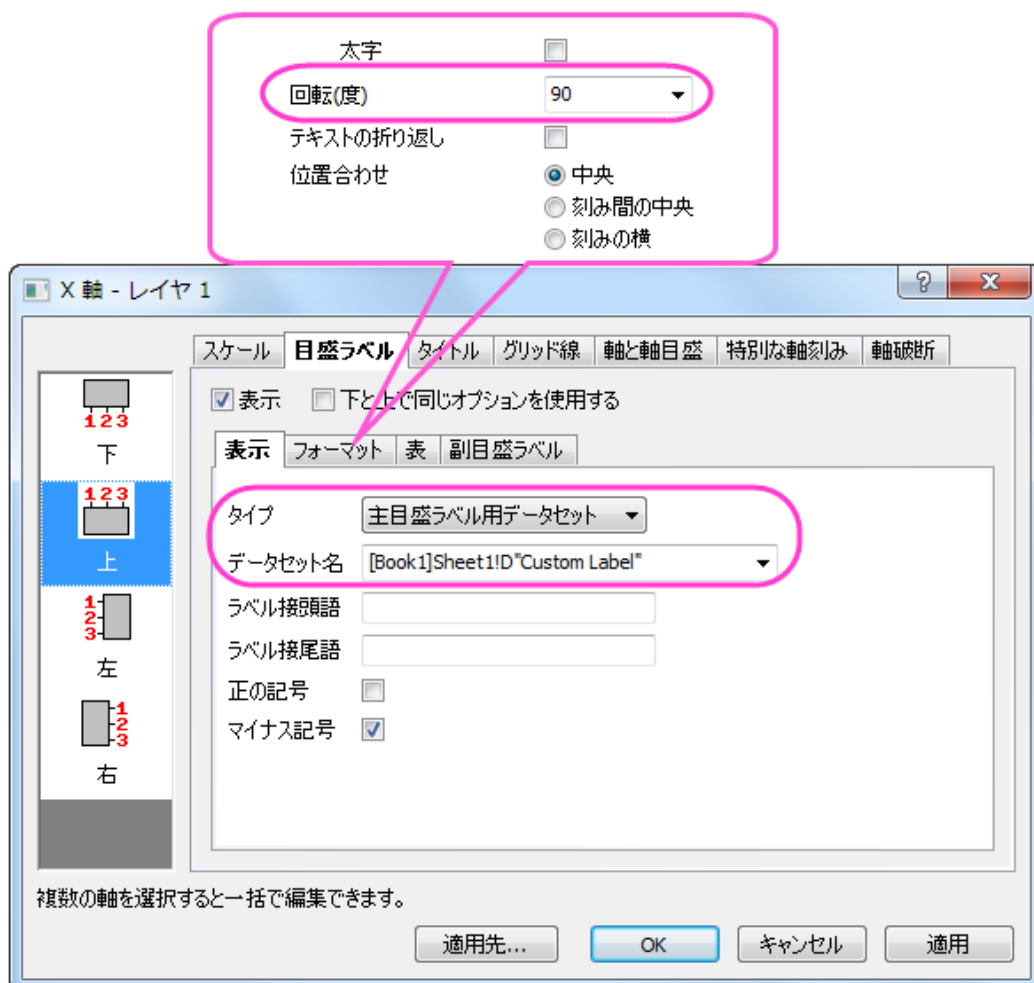 太字
回転(度) 90
テキストの折り返し
位置合わせ 中央
刻み間の中央
刻みの横
X 軸 - レイヤ 1
スケール 目盛ラベル タイトル グリッド線 軸と軸目盛 特別な軸刻み 軸破断
表示 下と上で同じオプションを使用する
表示 フォーマット 表 副目盛ラベル
123
下
123
上
1
2
3
左
1
2
3
右
タイプ 主目盛ラベル用データセット
データセット名 [Book1]Sheet1!D"Custom Label"
ラベル接頭語
ラベル接尾語
正の記号
マイナス記号
複数の軸を選択すると一括で編集できます。
適用先... OK キャンセル 適用